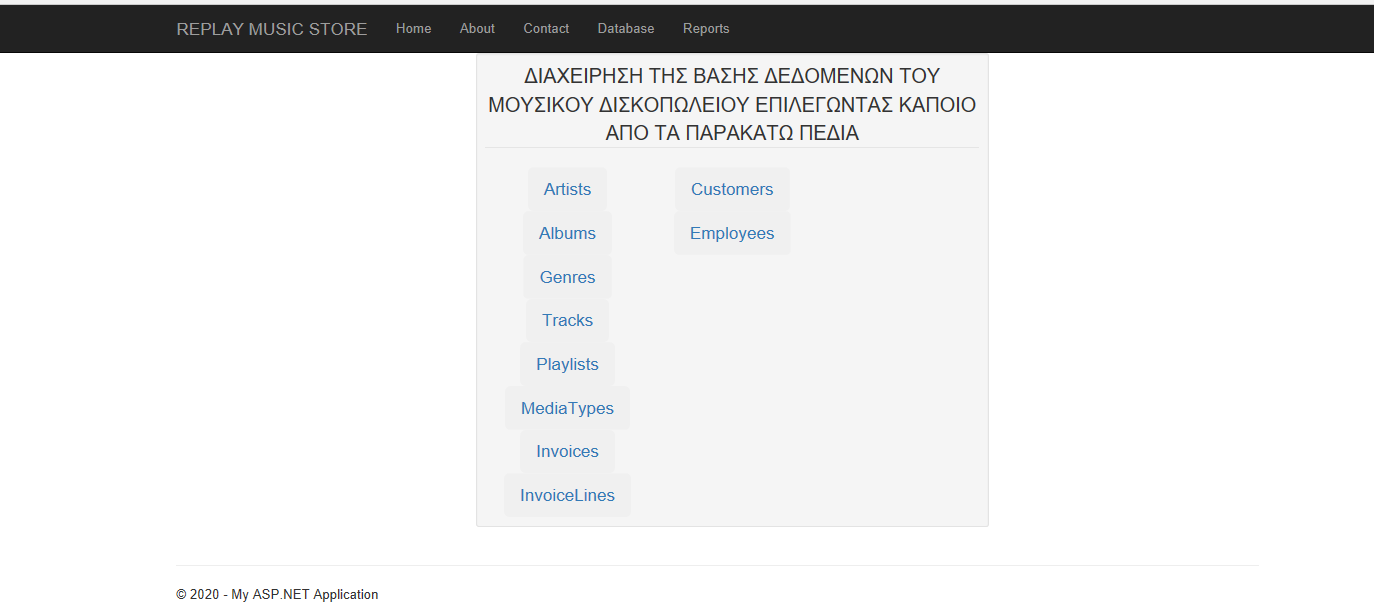 REPLAY MUSIC STORE Home About Contact Database Reports
ΔΙΑΧΕΙΡΗΣΗ ΤΗΣ ΒΑΣΗΣ ΔΕΔΟΜΕΝΩΝ ΤΟΥ
ΜΟΥΣΙΚΟΥ ΔΙΣΚΟΠΩΛΕΙΟΥ ΕΠΙΛΕΓΩΝΤΑΣ ΚΑΠΟΙΟ
ΑΠΟ ΤΑ ΠΑΡΑΚΑΤΩ ΠΕΔΙΑ
Artists
Albums
Genres
Tracks
Playlists
MediaTypes
Invoices
InvoiceLines
Customers
Employees
© 2020 - My ASP.NET Application